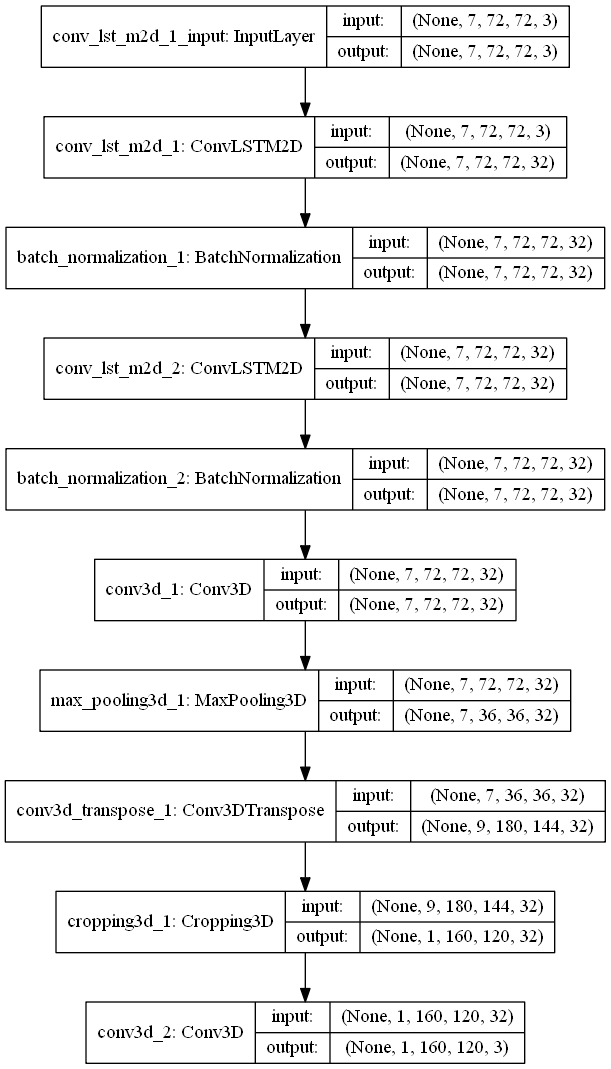 conv_lst_m2d_1_input: InputLayer
input: (None, 7, 72, 72, 3)
output: (None, 7, 72, 72, 3)
conv_lst_m2d_1: ConvLSTM2D
input: (None, 7, 72, 72, 3)
output: (None, 7, 72, 72, 32)
batch_normalization_1: BatchNormalization
input: (None, 7, 72, 72, 32)
output: (None, 7, 72, 72, 32)
conv_lst_m2d_2: ConvLSTM2D
input: (None, 7, 72, 72, 32)
output: (None, 7, 72, 72, 32)
batch_normalization_2: BatchNormalization
input: (None, 7, 72, 72, 32)
output: (None, 7, 72, 72, 32)
conv3d_1: Conv3D
input: (None, 7, 72, 72, 32)
output: (None, 7, 72, 72, 32)
max_pooling3d_1: MaxPooling3D
input: (None, 7, 72, 72, 32)
output: (None, 7, 36, 36, 32)
conv3d_transpose_1: Conv3DTranspose
input: (None, 7, 36, 36, 32)
output: (None, 9, 180, 144, 32)
cropping3d_1: Cropping3D
input: (None, 9, 180, 144, 32)
output: (None, 1, 160, 120, 32)
conv3d_2: Conv3D
input: (None, 1, 160, 120, 32)
output: (None, 1, 160, 120, 3)